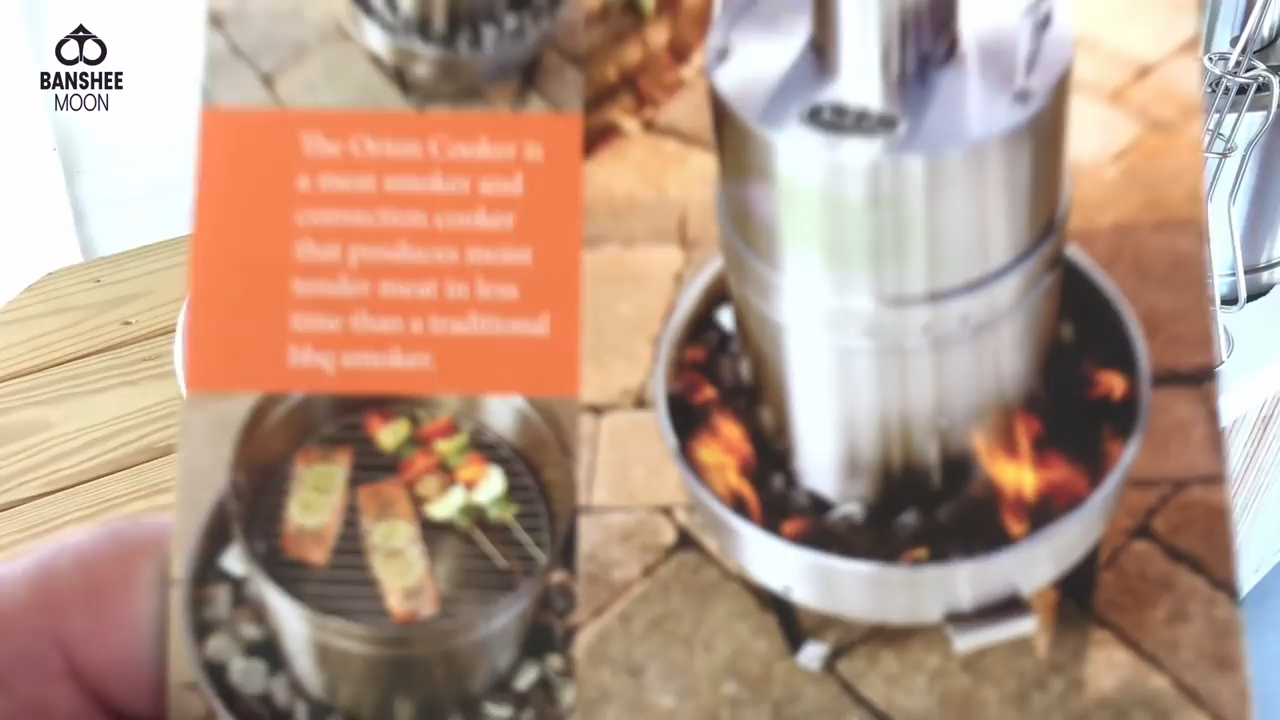 BANSHEE
MOON
The Orion Cooker is
a meat smoker and
convection cooker
that produces moist
tender meat in less
time than a traditional
bbq smoker.